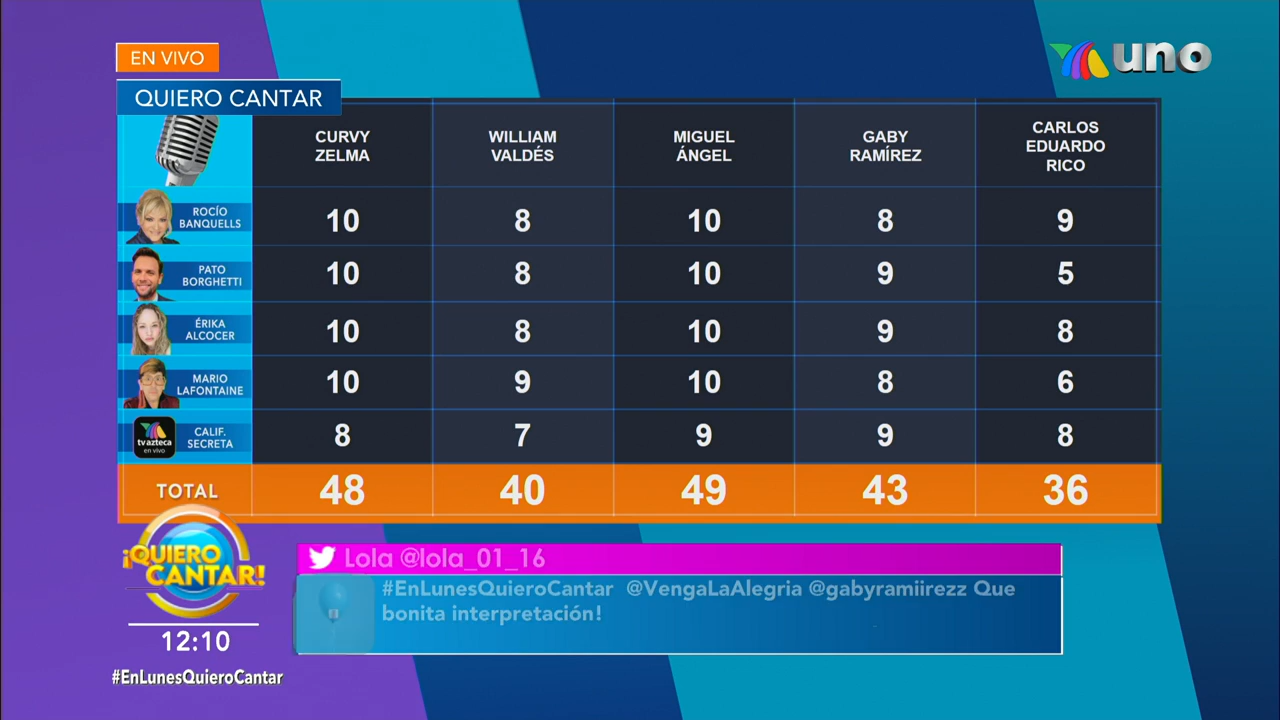 EN VIVO
uno
QUIERO CANTAR
CURVY
ZELMA
WILLIAM
VALDÉS
MIGUEL
ÁNGEL
GABY
RAMÍREZ
CARLOS
EDUARDO
RICO
ROCÍO
BANQUELLS
10 8 10 8 9
PATO
BORGHETTI
10 8 10 9 5
ÉRIKA
ALCOCER
10 8 10 9 8
MARIO
LAFONTAINE
10 9 10 8 6
tv azteca
en vivo
CALIF.
SECRETA
8 7 9 9 8
TOTAL 48 40 49 43 36
¡QUIERO
CANTAR!
12:10
#EnLunesQuieroCantar
Lola @lola_01_16
#EnLunesQuieroCantar @VengaLaAlegria @gabyramiirezz Que
bonita interpretación!